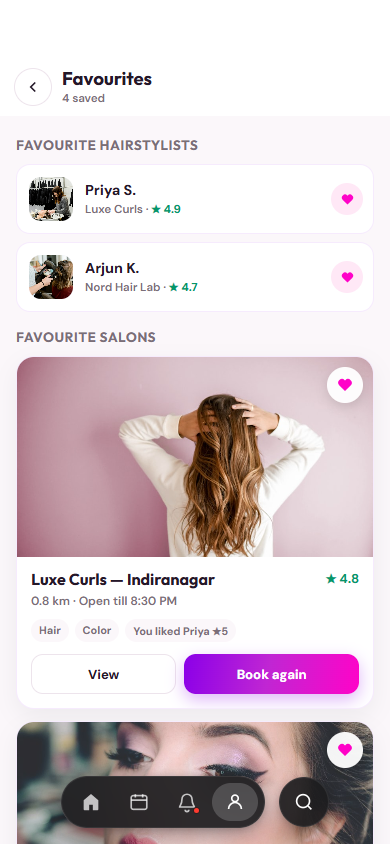 Favourites
4 saved
FAVOURITE HAIRSTYLISTS
Priya S.
Luxe Curls · ★ 4.9
Arjun K.
Nord Hair Lab · ★ 4.7
FAVOURITE SALONS
Luxe Curls — Indiranagar ★ 4.8
0.8 km · Open till 8:30 PM
Hair Color You liked Priya ★5
View Book again